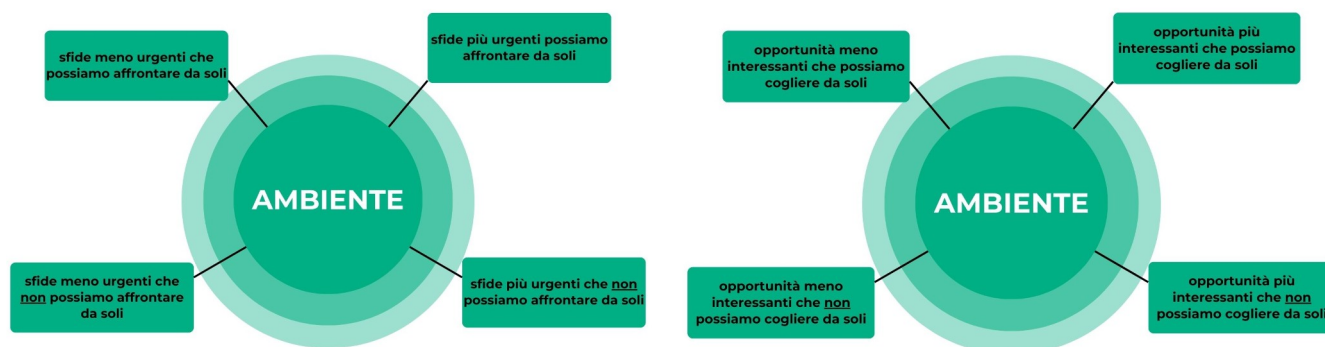 sfide meno urgenti che
possiamo affrontare da soli
sfide più urgenti possiamo
affrontare da soli
AMBIENTE
sfide meno urgenti che
non possiamo affrontare
da soli
sfide più urgenti che non
possiamo affrontare da soli
opportunità meno
interessanti che possiamo
cogliere da soli
opportunità più
interessanti che possiamo
cogliere da soli
AMBIENTE
opportunità meno
interessanti che non
possiamo cogliere da soli
opportunità più
interessanti che non
possiamo cogliere da soli